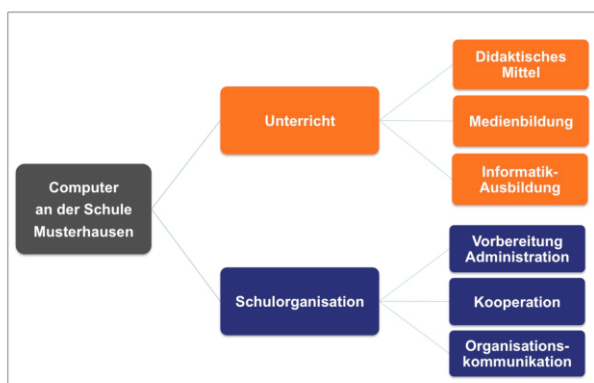 Didaktisches
Mittel
Unterricht
Medienbildung
Informatik-
Ausbildung
Computer
an der Schule
Musterhausen
Vorbereitung
Administration
Schulorganisation
Kooperation
Organisations-
kommunikation